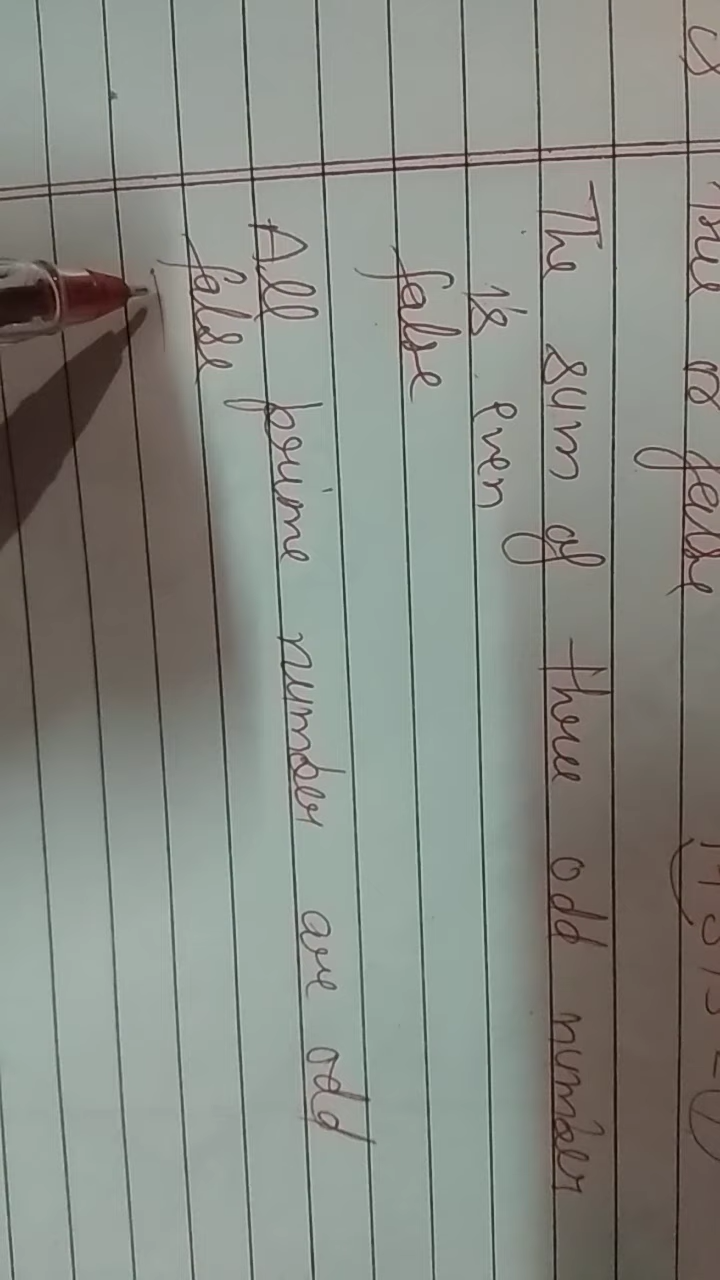 True or false
The sum of three odd number
is even
false
All prime number are odd
false